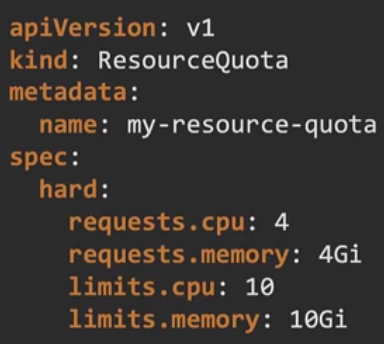 apiVersion: v1
kind: ResourceQuota
metadata:
  name: my-resource-quota
spec:
  hard:
    requests.cpu: 4
    requests.memory: 4Gi
    limits.cpu: 10
    limits.memory: 10Gi